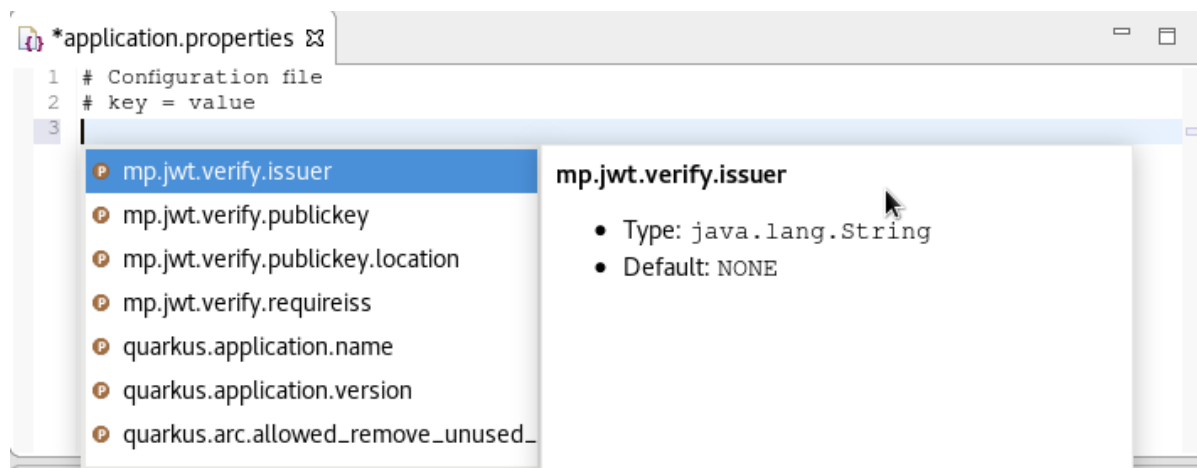 *application.properties
1 # Configuration file
2 # key = value
3
mp.jwt.verify.issuer
mp.jwt.verify.publickey
mp.jwt.verify.publickey.location
mp.jwt.verify.requireiss
quarkus.application.name
quarkus.application.version
quarkus.arc.allowed_remove_unused_
mp.jwt.verify.issuer
• Type: java.lang.String
• Default: NONE